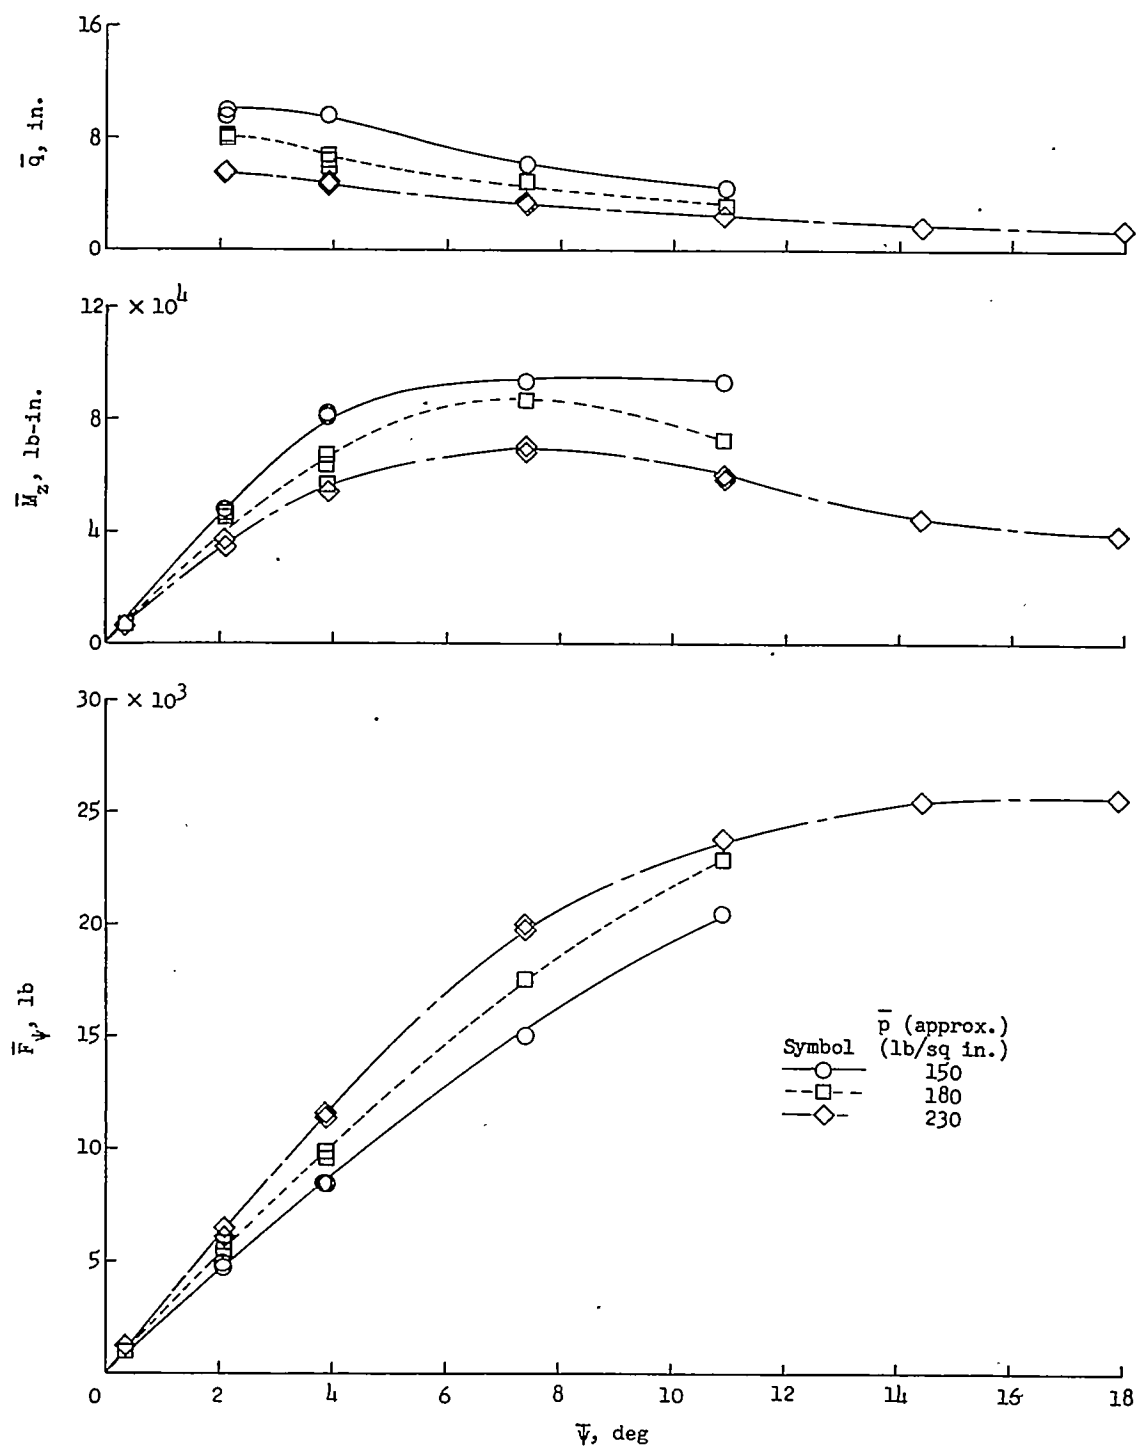 16
8
0
q̄, in.
12 × 10⁴
8
4
0
M̄z, lb-in.
30 × 10³
25
20
15
10
5
F̄ψ, lb
p̄ (approx.)
Symbol (lb/sq in.)
150
180
230
0 2 4 6 8 10 12 14 16 18
ψ̄, deg